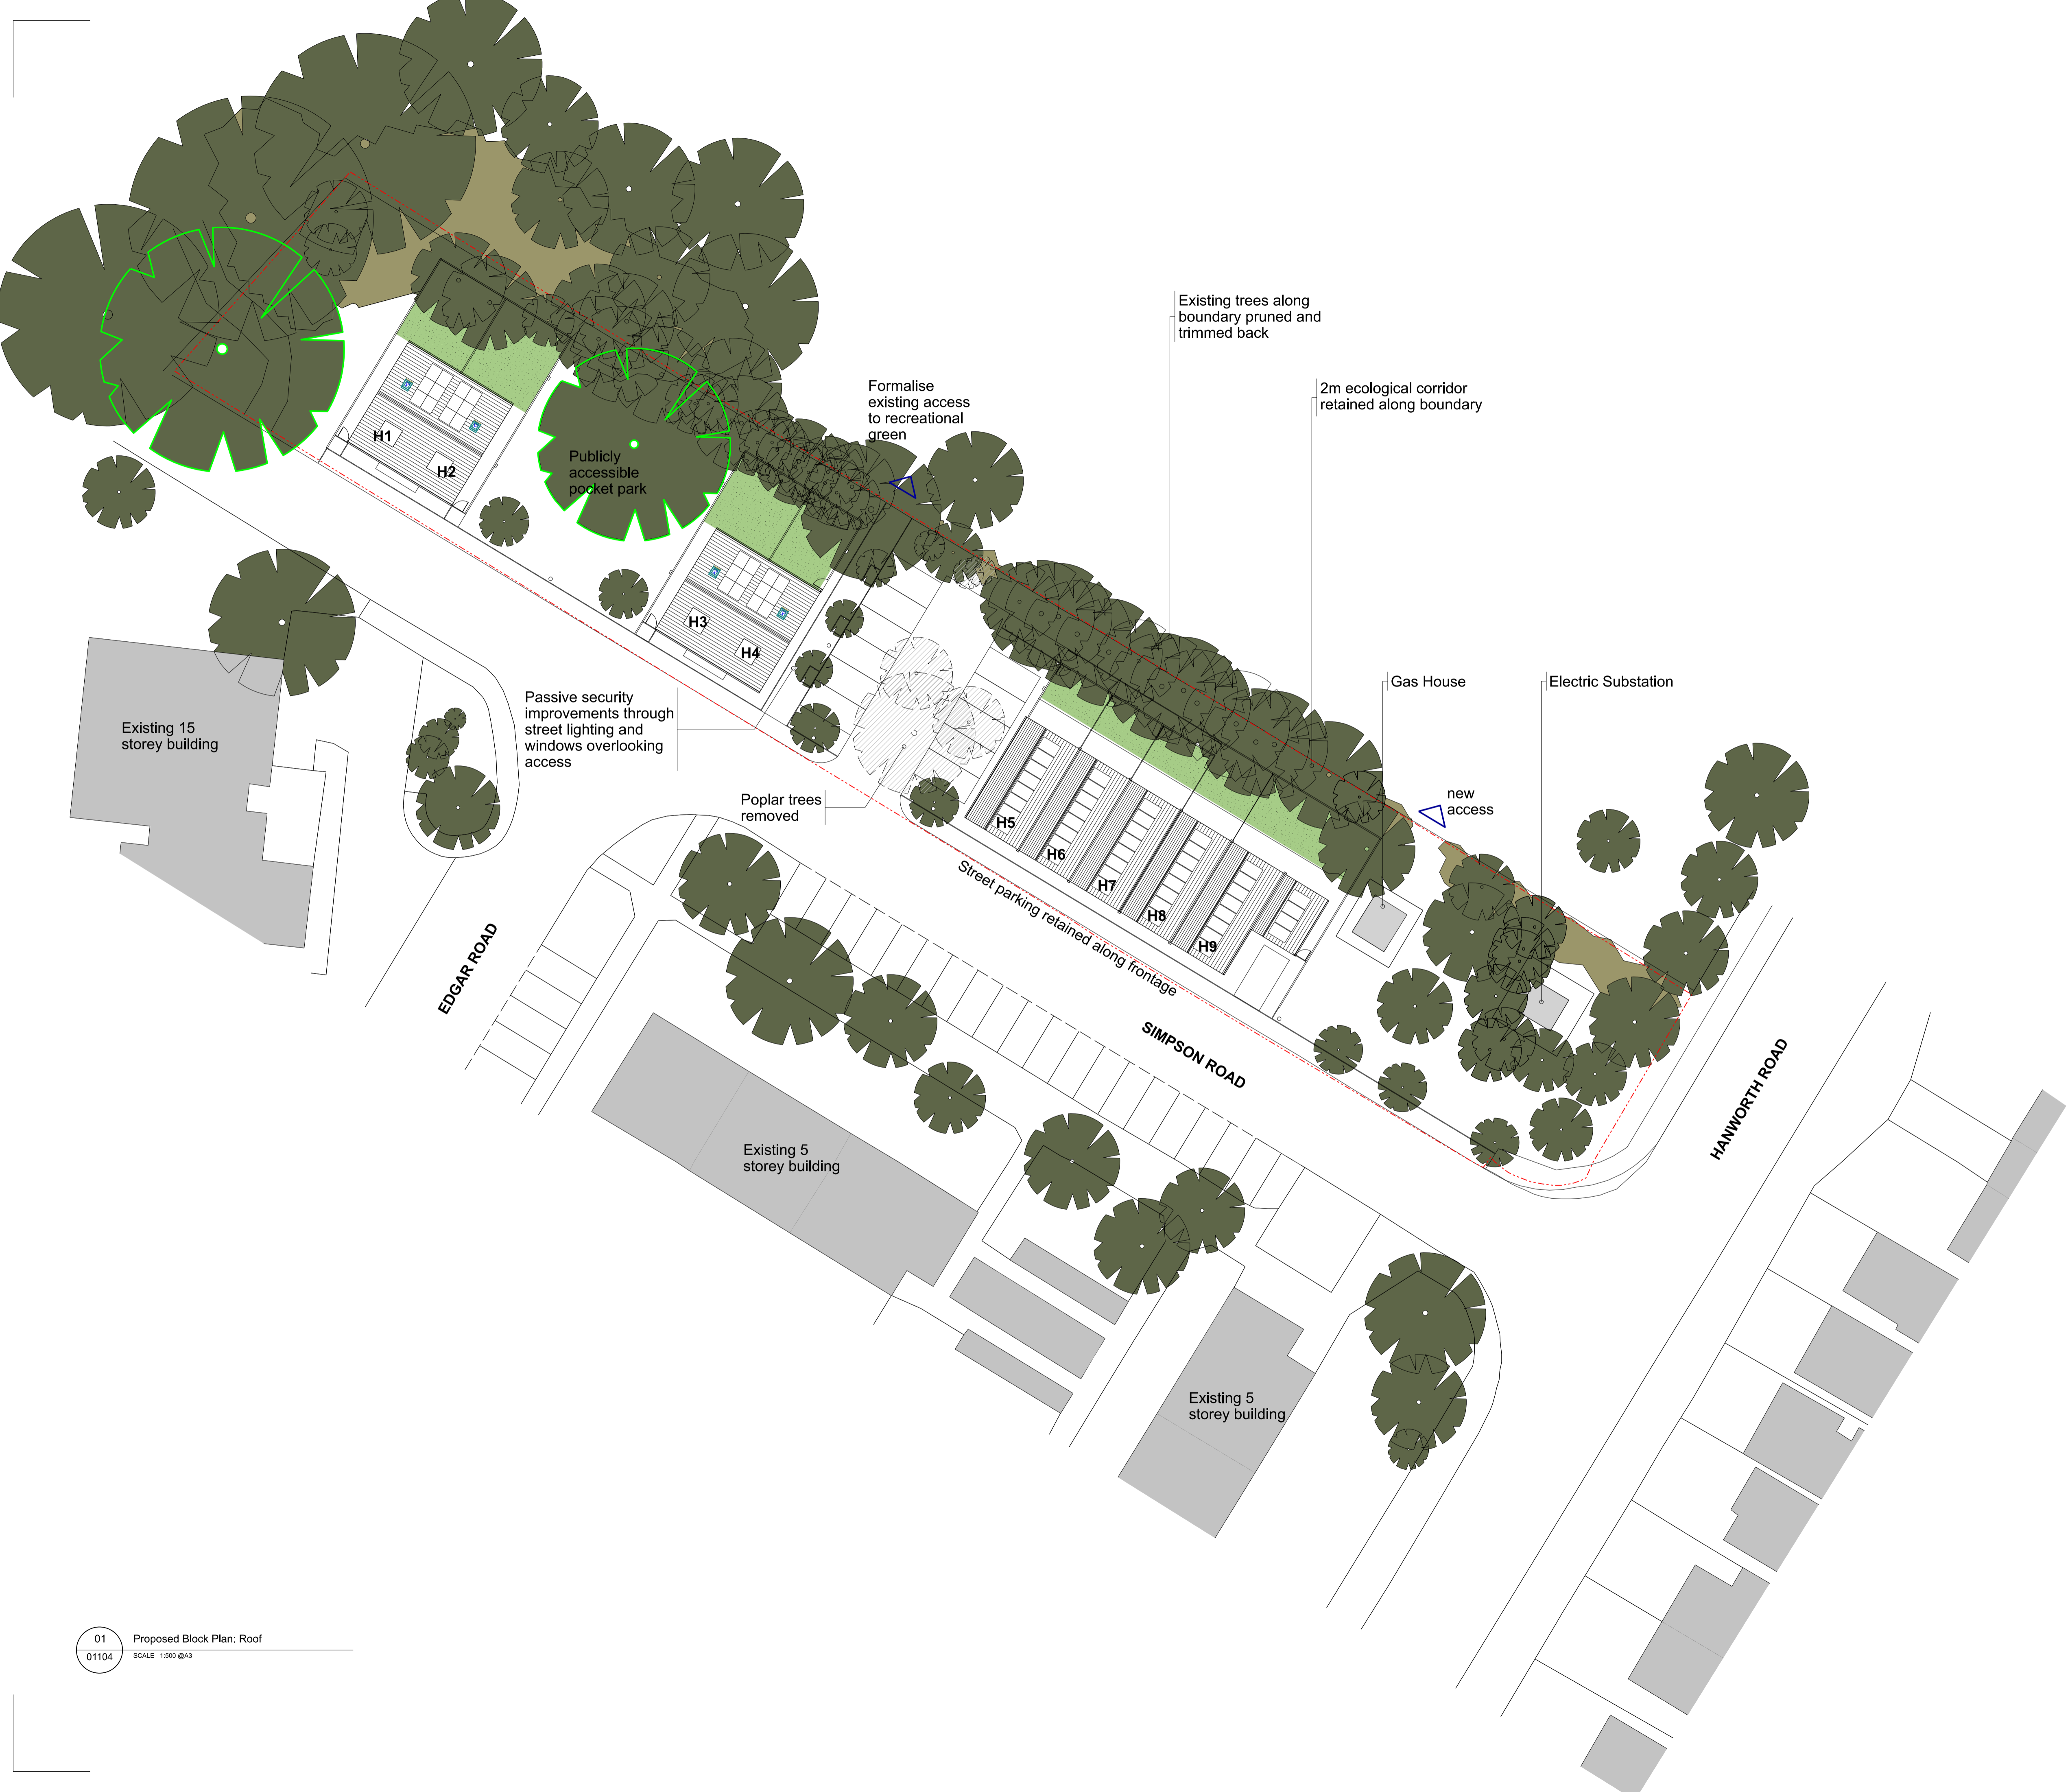 Existing trees along
boundary pruned and
trimmed back
Formalise
existing access
to recreational
green
2m ecological corridor
retained along boundary
H1
H2
Publicly
accessible
pocket park
H3
H4
Gas House
Electric Substation
Passive security
improvements through
street lighting and
windows overlooking
access
Existing 15
storey building
Poplar trees
removed
new
access
H5
H6
H7
H8
H9
Street parking retained along frontage
EDGAR ROAD
SIMPSON ROAD
HANWORTH ROAD
Existing 5
storey building
Existing 5
storey building
01
01104
Proposed Block Plan: Roof
SCALE 1:500 @A3